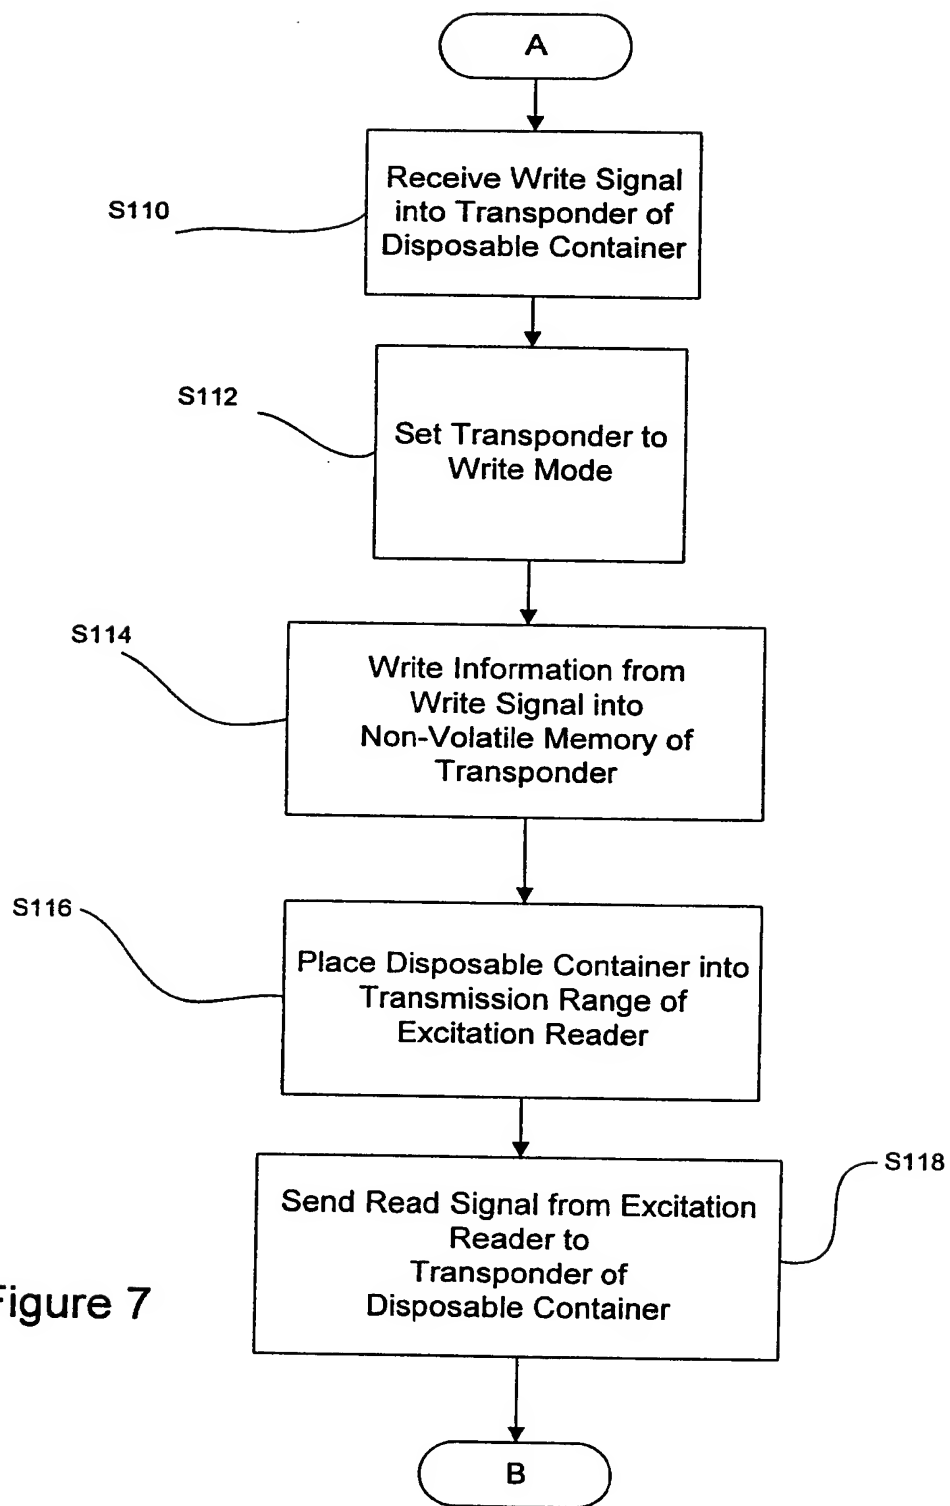 A
S110
Receive Write Signal
into Transponder of
Disposable Container
S112
Set Transponder to
Write Mode
S114
Write Information from
Write Signal into
Non-Volatile Memory of
Transponder
S116
Place Disposable Container into
Transmission Range of
Excitation Reader
S118
Send Read Signal from Excitation
Reader to
Transponder of
Disposable Container
Figure 7
B